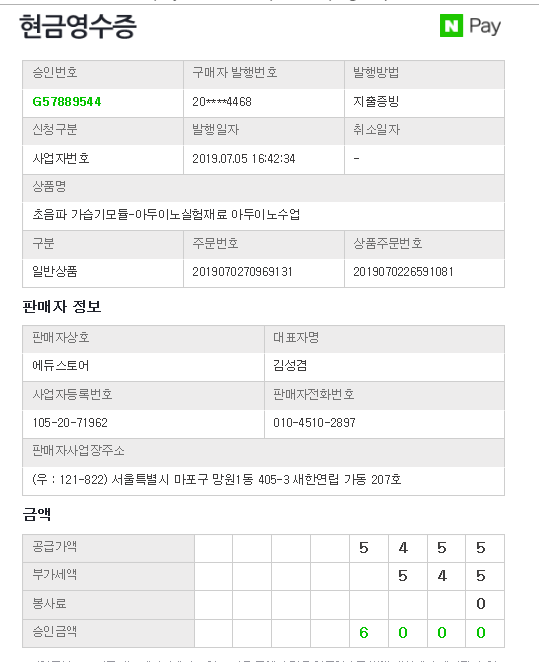 현금영수증
N Pay
승인번호 구매자 발행번호 발행방법
G57889544 20****4468 지출증빙
신청구분 발행일자 취소일자
사업자번호 2019.07.05 16:42:34 -
상품명
초음파 가습기모듈-아두이노실험재료 아두이노수업
구분 주문번호 상품주문번호
일반상품 2019070270969131 2019070226591081
판매자 정보
판매자상호 대표자명
에듀스토어 김성겸
사업자등록번호 판매자전화번호
105-20-71962 010-4510-2897
판매자사업장주소
(우 : 121-822) 서울특별시 마포구 망원1동 405-3 새한연립 가동 207호
금액
공급가액 5 4 5 5
부가세액 5 4 5
봉사료 0
승인금액 6 0 0 0